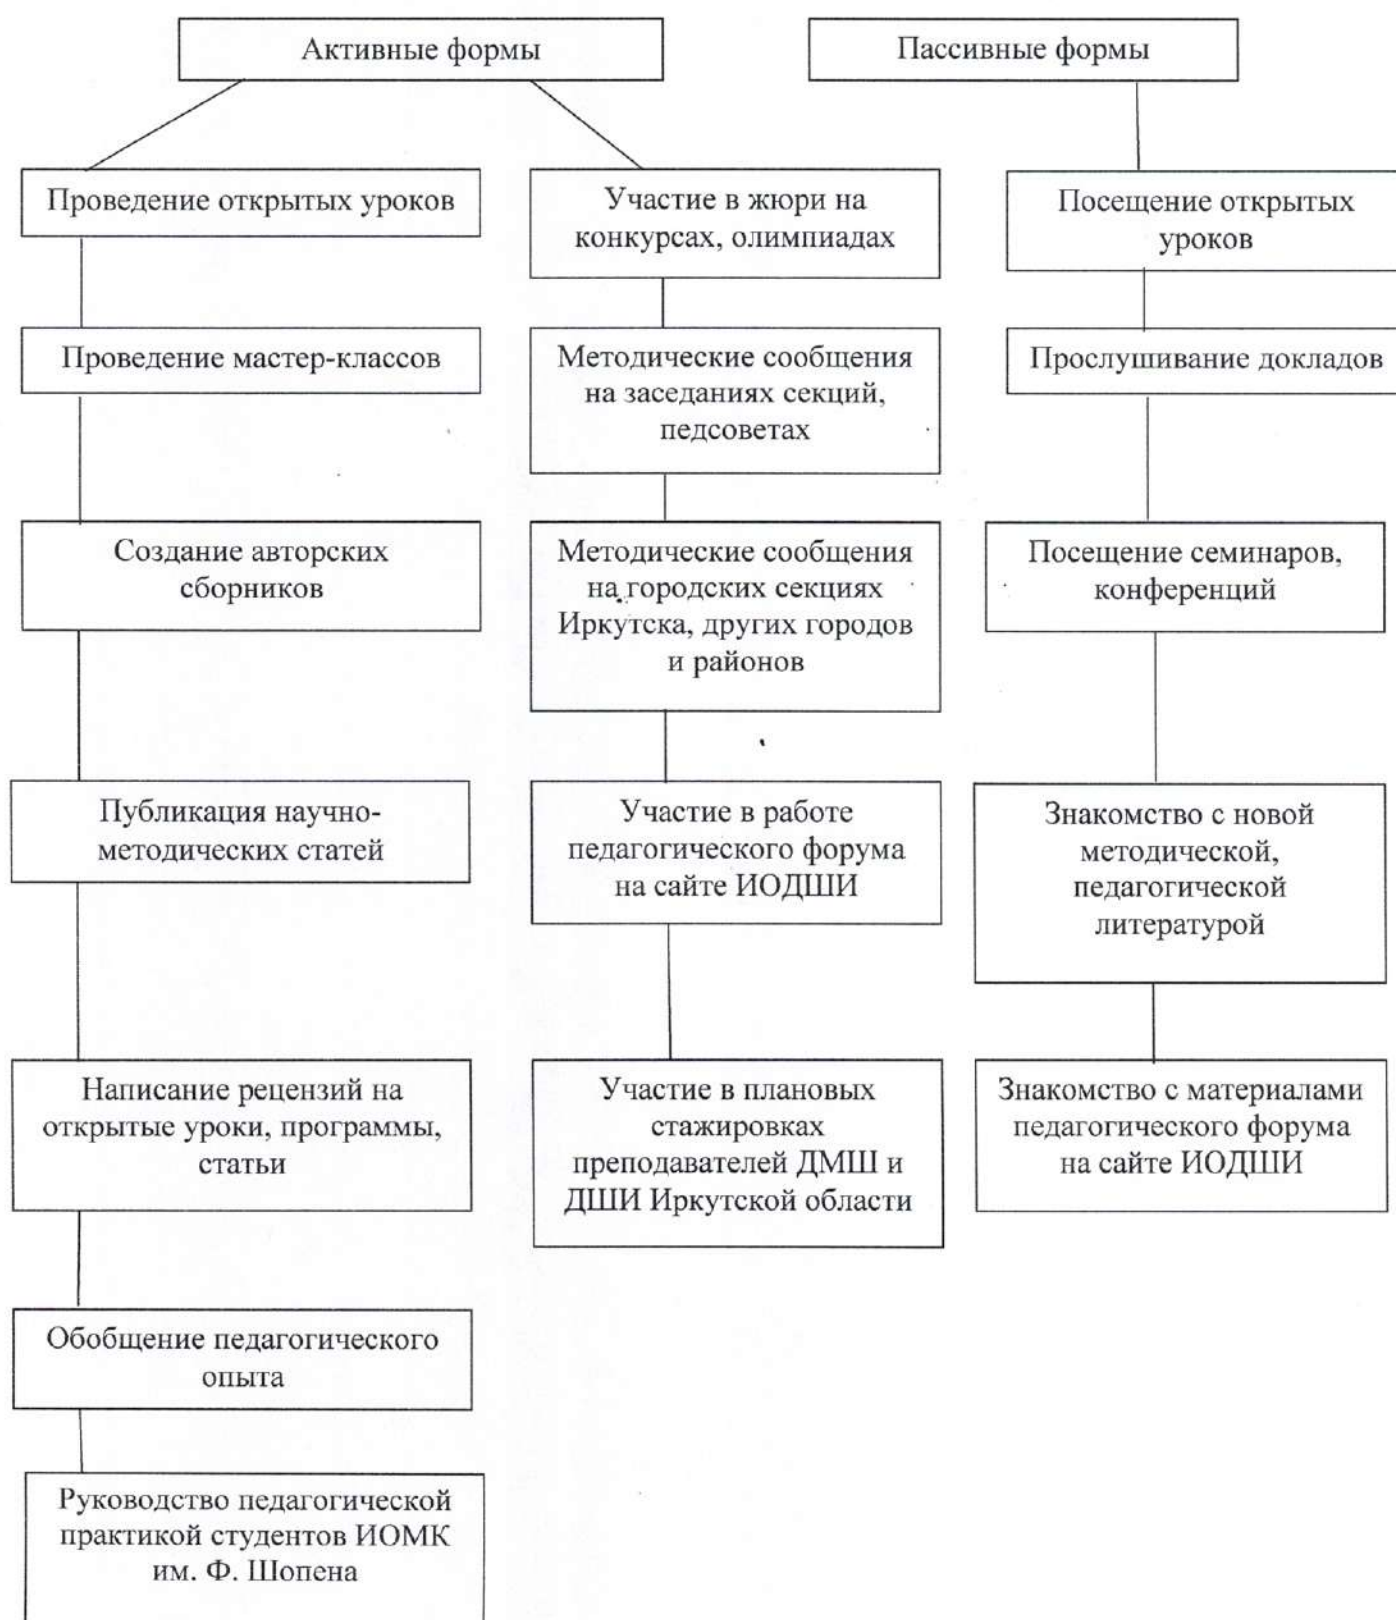 Активные формы
Пассивные формы
Проведение открытых уроков
Участие в жюри на
конкурсах, олимпиадах
Посещение открытых
уроков
Проведение мастер-классов
Методические сообщения
на заседаниях секций,
педсоветах
Прослушивание докладов
Создание авторских
сборников
Методические сообщения
на городских секциях
Иркутска, других городов
и районов
Посещение семинаров,
конференций
Публикация научно-
методических статей
Участие в работе
педагогического форума
на сайте ИОДШИ
Знакомство с новой
методической,
педагогической
литературой
Написание рецензий на
открытые уроки, программы,
статьи
Участие в плановых
стажировках
преподавателей ДМШ и
ДШИ Иркутской области
Знакомство с материалами
педагогического форума
на сайте ИОДШИ
Обобщение педагогического
опыта
Руководство педагогической
практикой студентов ИОМК
им. Ф. Шопена